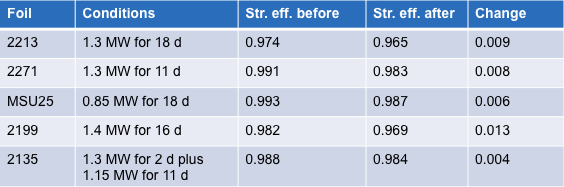 Foil Conditions Str. eff. before Str. eff. after Change
2213 1.3 MW for 18 d 0.974 0.965 0.009
2271 1.3 MW for 11 d 0.991 0.983 0.008
MSU25 0.85 MW for 18 d 0.993 0.987 0.006
2199 1.4 MW for 16 d 0.982 0.969 0.013
2135 1.3 MW for 2 d plus 0.988 0.984 0.004
1.15 MW for 11 d